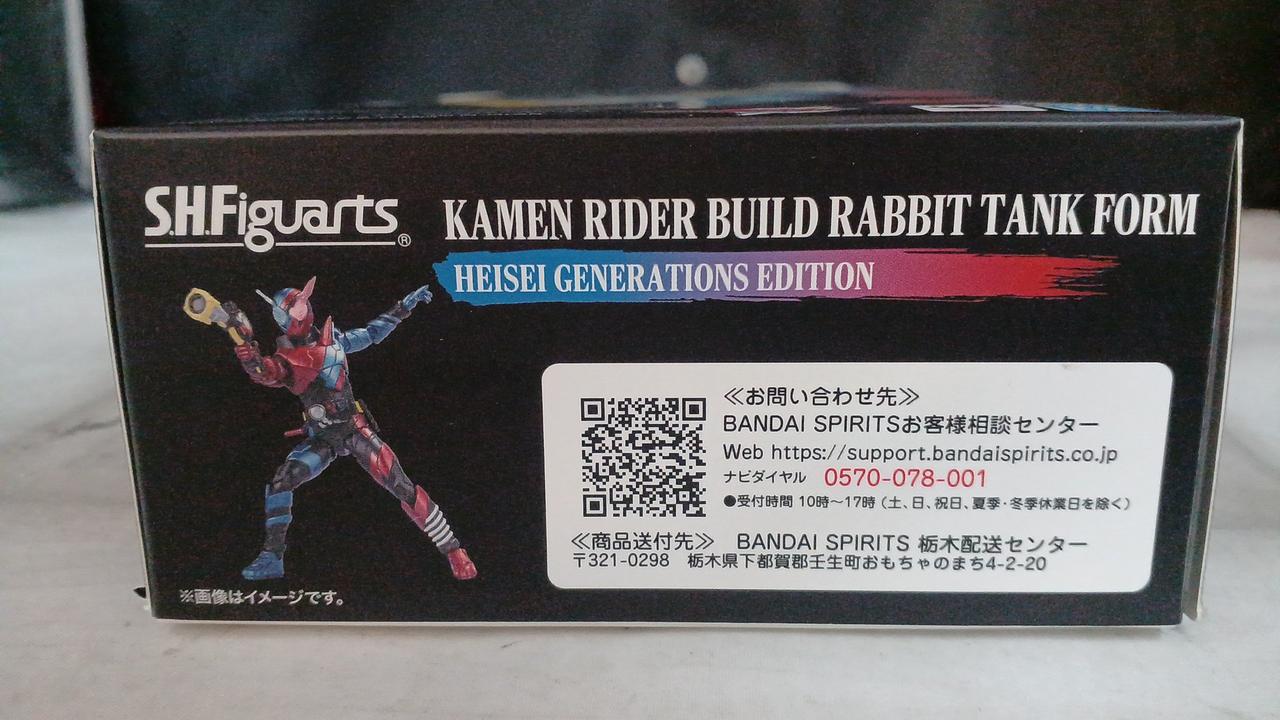 S.H.Figuarts®
KAMEN RIDER BUILD RABBIT TANK FORM
HEISEI GENERATIONS EDITION
≪お問い合わせ先≫
BANDAI SPIRITSお客様相談センター
Web https://support.bandaispirits.co.jp
ナビダイヤル 0570-078-001
●受付時間 10時～17時（土、日、祝日、夏季・冬季休業日を除く）
≪商品送付先≫ BANDAI SPIRITS 栃木配送センター
〒321-0298 栃木県下都賀郡壬生町おもちゃのまち4-2-20
※画像はイメージです。